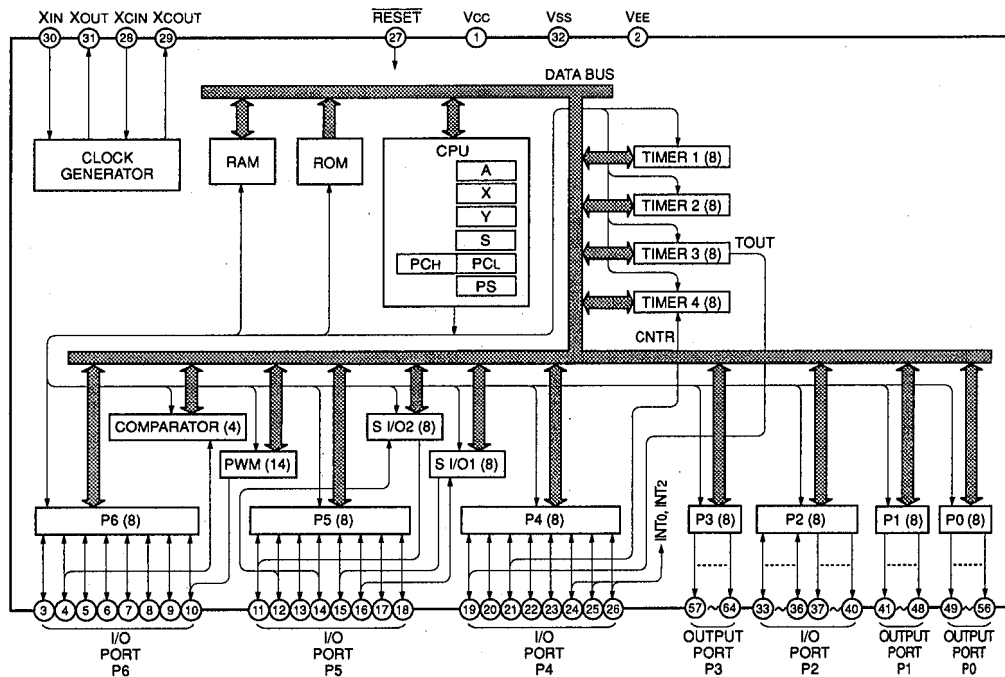 XIN XOUT XCIN XCOUT RESET VCC VSS VEE
30 31 28 29 27 1 32 2
DATA BUS
CLOCK
GENERATOR
RAM
ROM
CPU
A
X
Y
S
PCH PCL
PS
TIMER 1 (8)
TIMER 2 (8)
TIMER 3 (8)
TOUT
TIMER 4 (8)
CNTR
COMPARATOR (4)
PWM (14)
S I/O2 (8)
S I/O1 (8)
INT0, INT2
P6 (8)
P5 (8)
P4 (8)
P3 (8)
P2 (8)
P1 (8)
P0 (8)
3 4 5 6 7 8 9 10
11 12 13 14 15 16 17 18
19 20 21 22 23 24 25 26
57 ~ 64
33 ~ 36 37 ~ 40
41 ~ 48
49 ~ 56
I/O
PORT
P6
I/O
PORT
P5
I/O
PORT
P4
OUTPUT
PORT
P3
I/O
PORT
P2
OUTPUT
PORT
P1
OUTPUT
PORT
P0